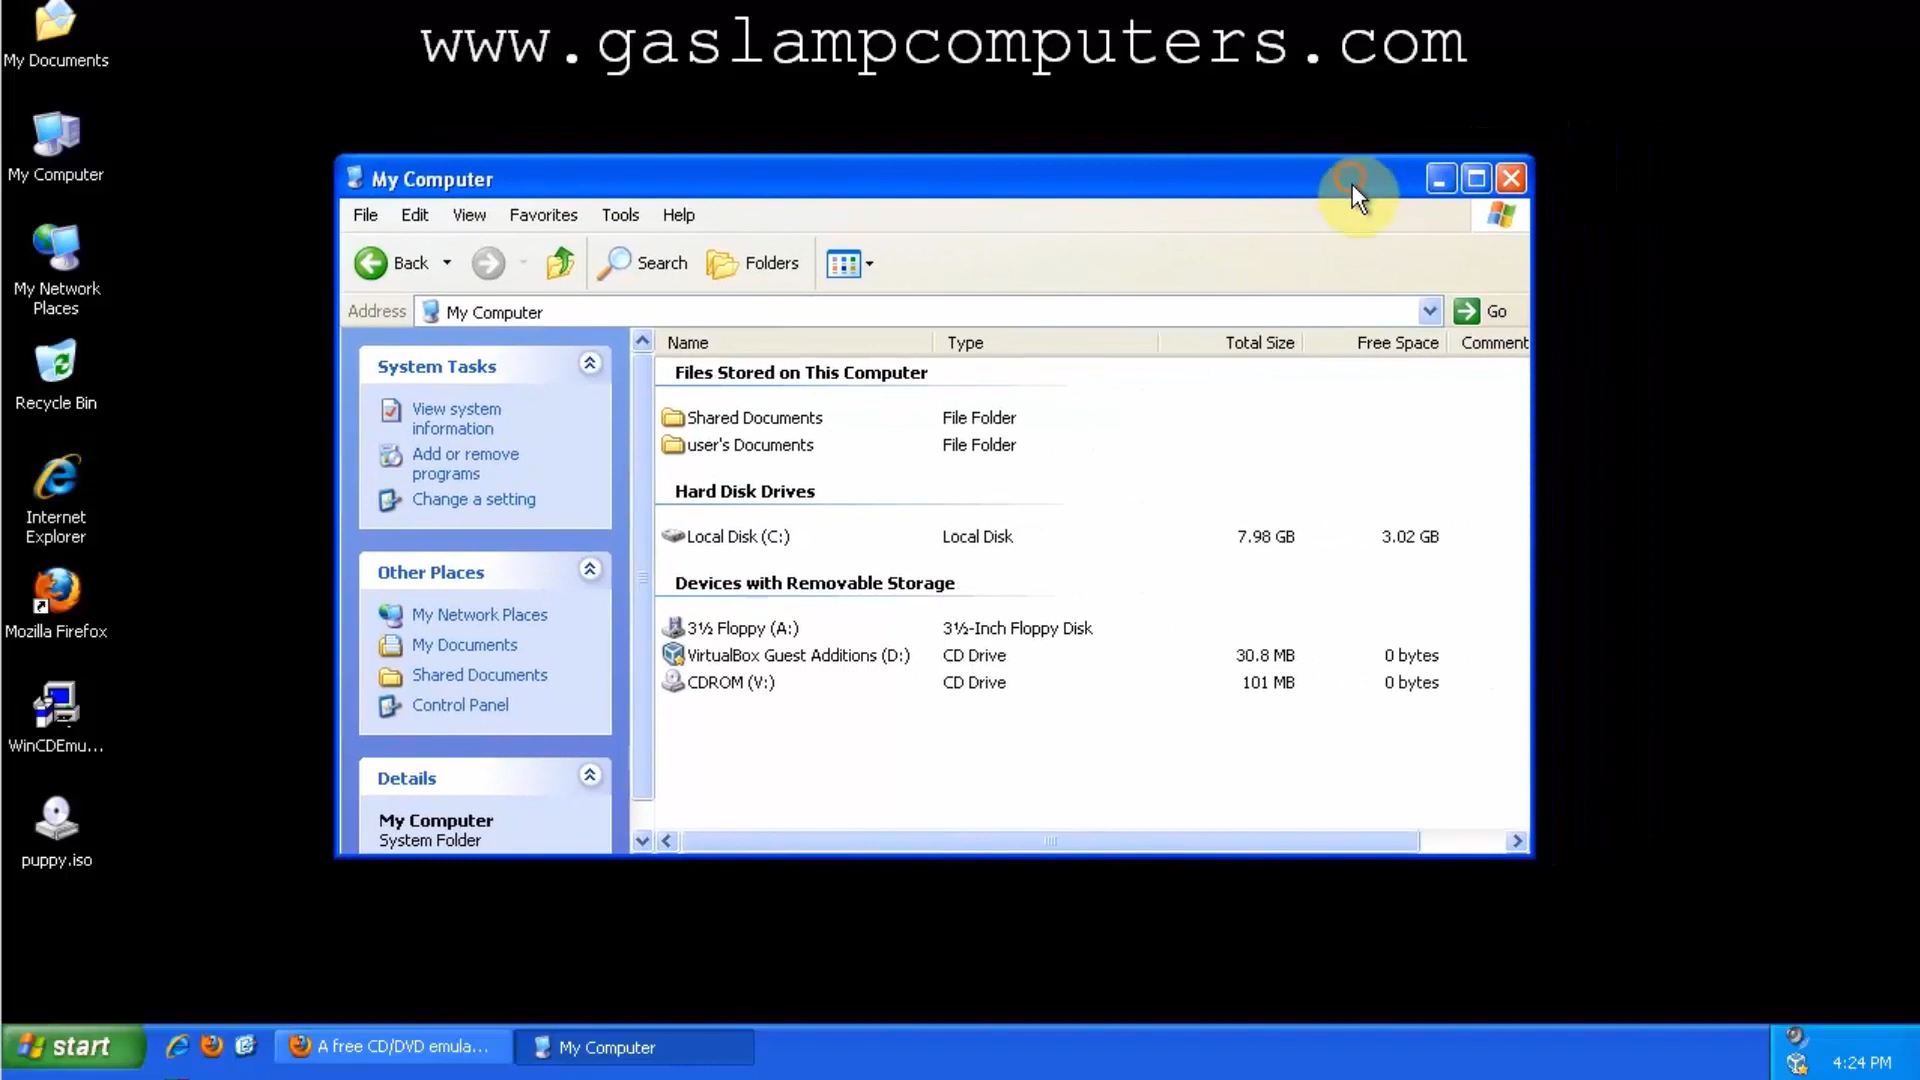 www.gaslampcomputers.com
My Documents
My Computer
My Network
Places
Recycle Bin
Internet
Explorer
Mozilla Firefox
WinCDEmu...
puppy.iso
My Computer
File Edit View Favorites Tools Help
Back Search Folders
Address My Computer Go
System Tasks
View system
information
Add or remove
programs
Change a setting
Other Places
My Network Places
My Documents
Shared Documents
Control Panel
Details
My Computer
System Folder
Name Type Total Size Free Space Comment
Files Stored on This Computer
Shared Documents File Folder
user's Documents File Folder
Hard Disk Drives
Local Disk (C:) Local Disk 7.98 GB 3.02 GB
Devices with Removable Storage
3½ Floppy (A:) 3½-Inch Floppy Disk
VirtualBox Guest Additions (D:) CD Drive 30.8 MB 0 bytes
CDROM (V:) CD Drive 101 MB 0 bytes
start A free CD/DVD emula... My Computer 4:24 PM